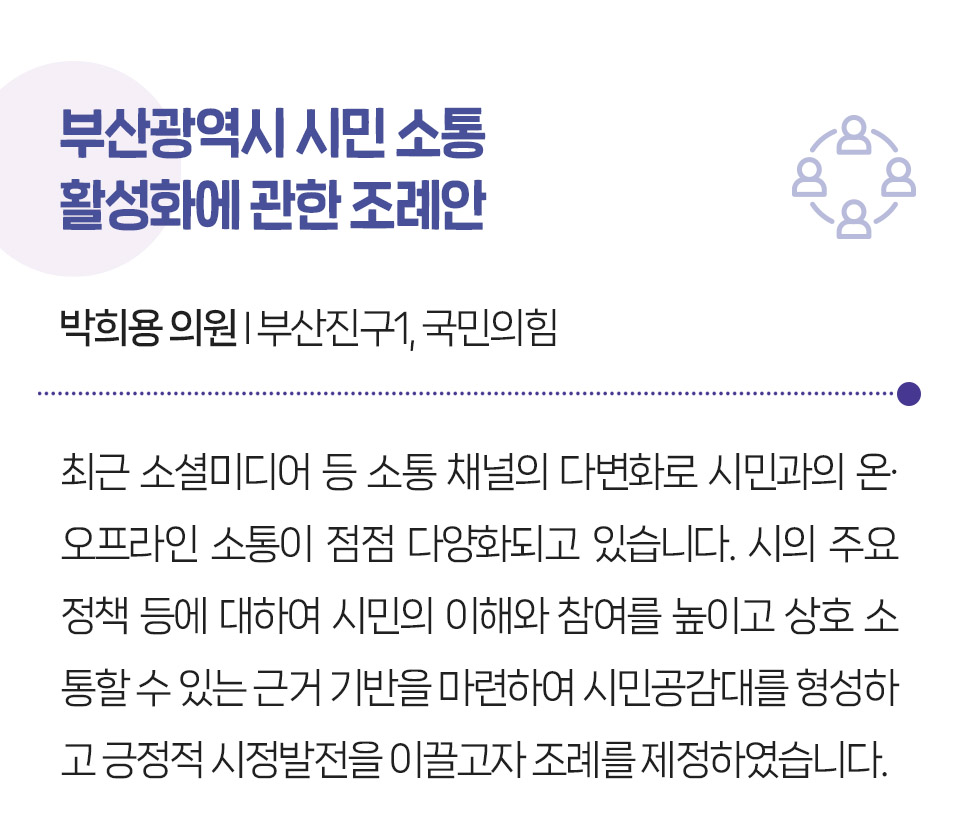 부산광역시 시민 소통
활성화에 관한 조례안
박희용 의원 | 부산진구1, 국민의힘
최근 소셜미디어 등 소통 채널의 다변화로 시민과의 온·
오프라인 소통이 점점 다양화되고 있습니다. 시의 주요
정책 등에 대하여 시민의 이해와 참여를 높이고 상호 소
통할 수 있는 근거 기반을 마련하여 시민공감대를 형성하
고 긍정적 시정발전을 이끌고자 조례를 제정하였습니다.